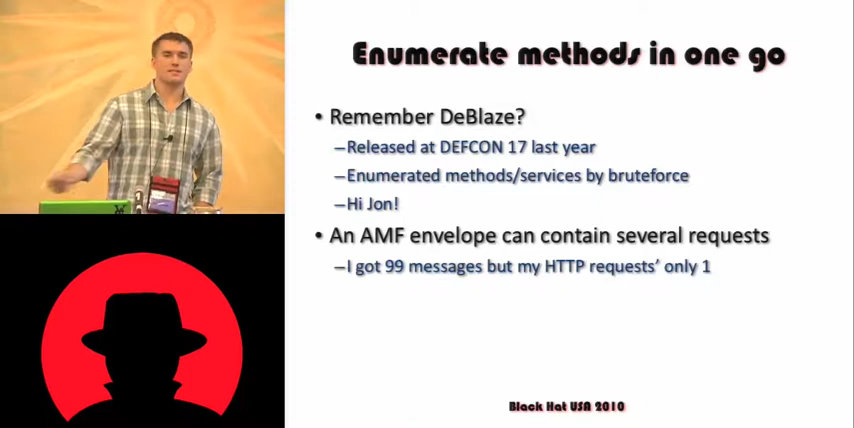 Enumerate methods in one go
• Remember DeBlaze?
–Released at DEFCON 17 last year
–Enumerated methods/services by bruteforce
–Hi Jon!
• An AMF envelope can contain several requests
–I got 99 messages but my HTTP requests’ only 1
Black Hat USA 2010